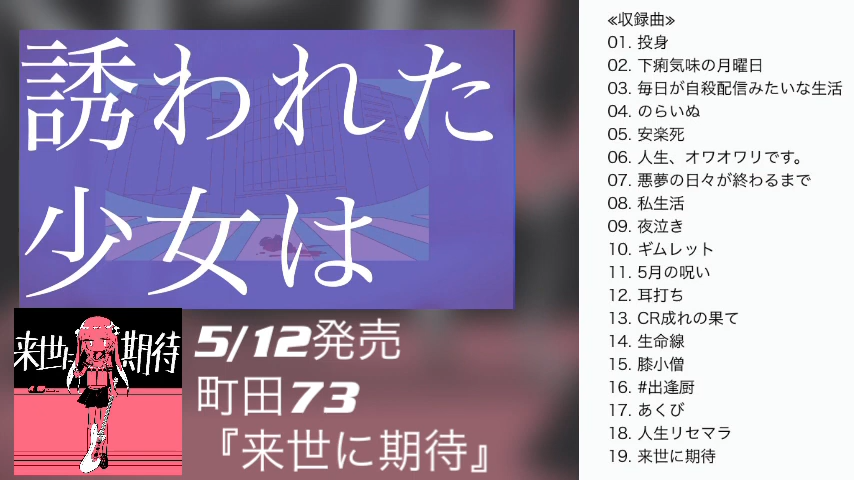 誘われた
少女は
来世に期待
5/12発売
町田73
『来世に期待』
≪収録曲≫
01. 投身
02. 下痢気味の月曜日
03. 毎日が自殺配信みたいな生活
04. のらいぬ
05. 安楽死
06. 人生、オワオワリです。
07. 悪夢の日々が終わるまで
08. 私生活
09. 夜泣き
10. ギムレット
11. 5月の呪い
12. 耳打ち
13. CR成れの果て
14. 生命線
15. 膝小僧
16. #出逢厨
17. あくび
18. 人生リセマラ
19. 来世に期待